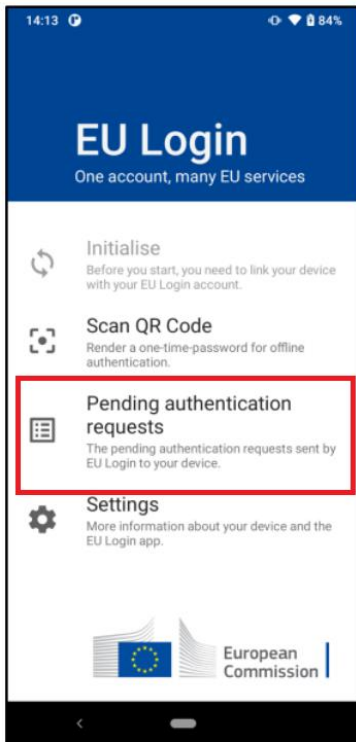 14:13 84%
EU Login
One account, many EU services
Initialise
Before you start, you need to link your device
with your EU Login account.
Scan QR Code
Render a one-time-password for offline
authentication.
Pending authentication
requests
The pending authentication requests sent by
EU Login to your device.
Settings
More information about your device and the
EU Login app.
European
Commission